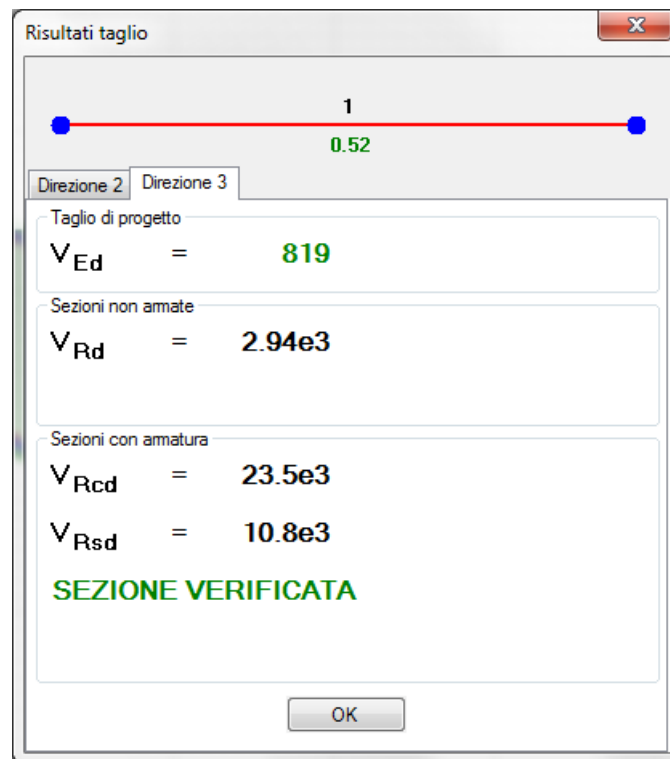 Risultati taglio
1
0.52
Direzione 2 Direzione 3
Taglio di progetto
VEd = 819
Sezioni non armate
VRd = 2.94e3
Sezioni con armatura
VRcd = 23.5e3
VRsd = 10.8e3
SEZIONE VERIFICATA
OK